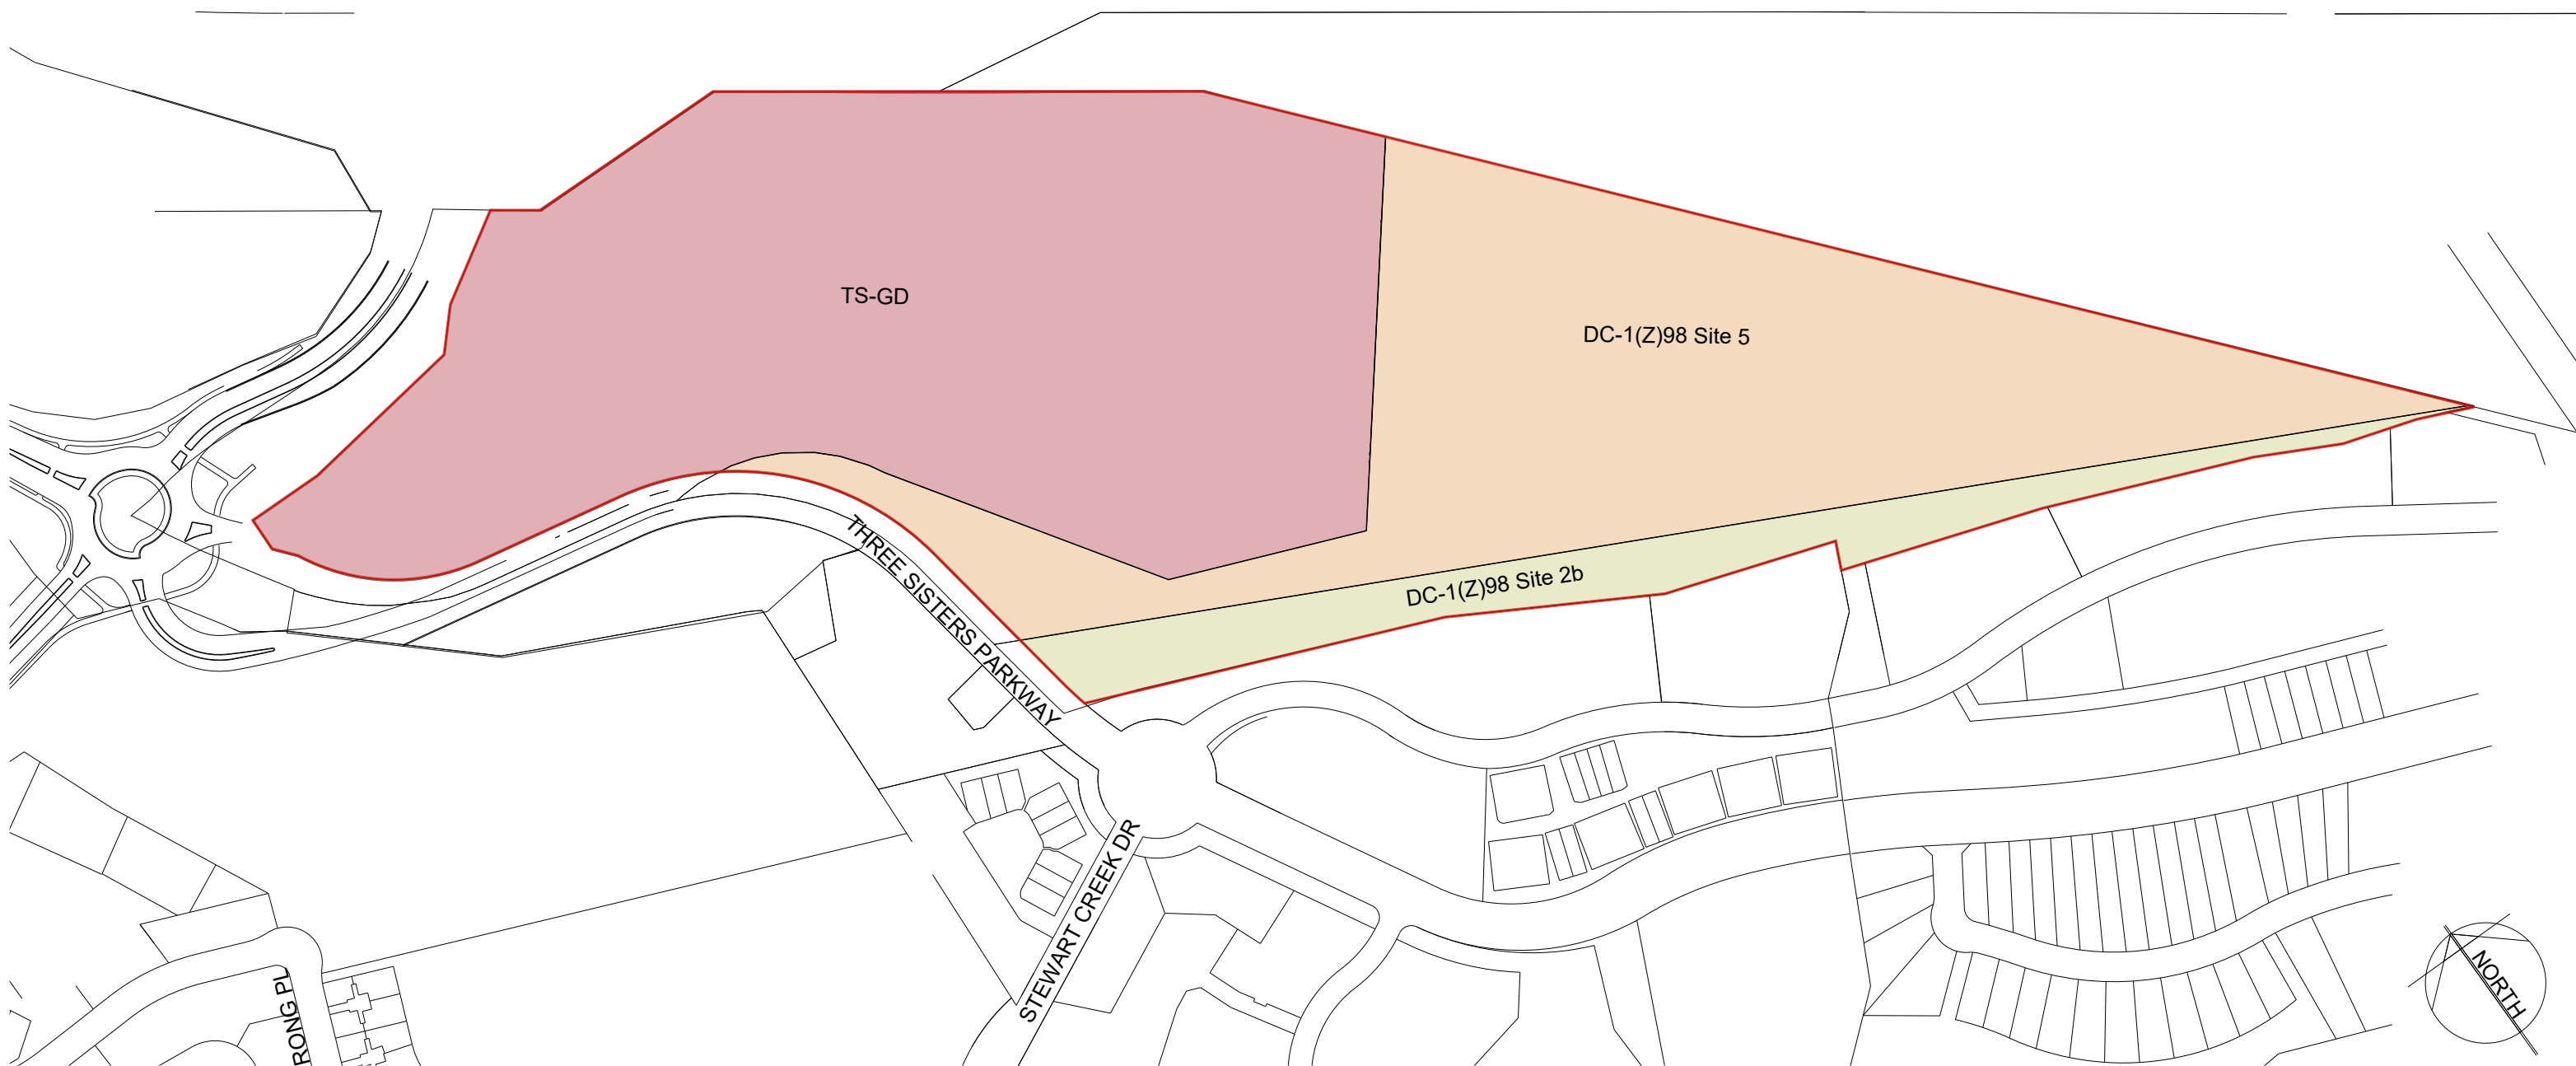 TS-GD
DC-1(Z)98 Site 5
DC-1(Z)98 Site 2b
THREE SISTERS PARKWAY
STEWART CREEK DR
RONG PL
NORTH